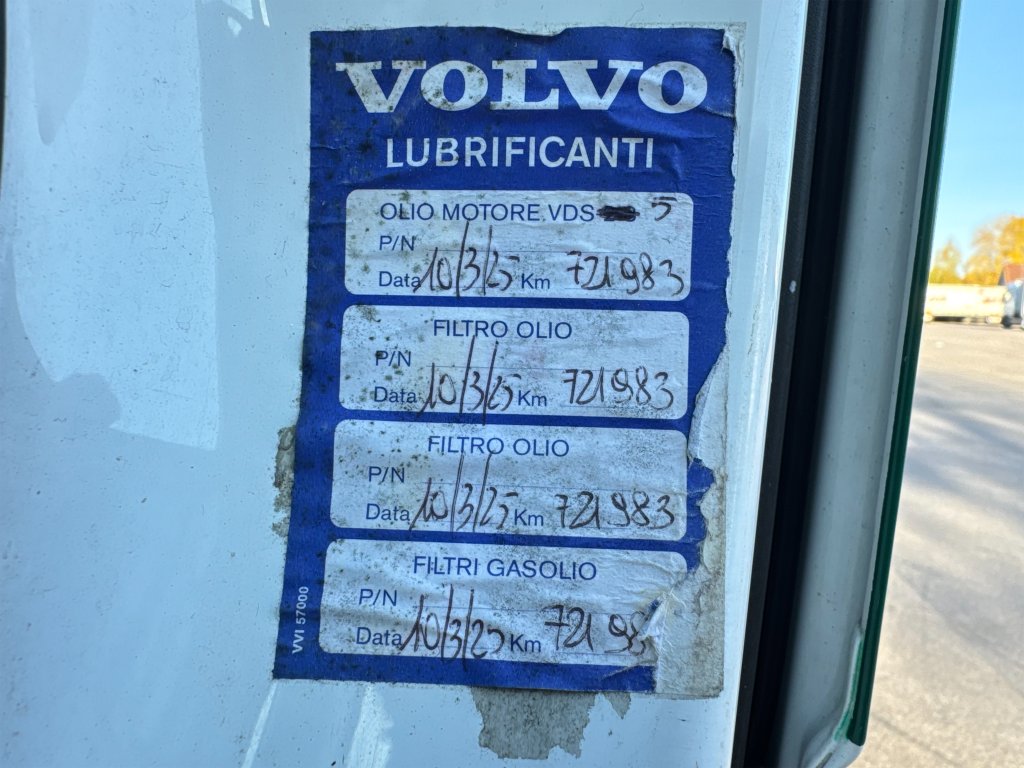 VOLVO
LUBRIFICANTI
OLIO MOTORE VDS 5
P/N
Data 10/3/25 Km 721983
FILTRO OLIO
P/N
Data 10/3/25 Km 721983
FILTRO OLIO
P/N
Data 10/3/25 Km 721983
FILTRI GASOLIO
P/N
Data 10/3/25 Km 72198
VVI 57000